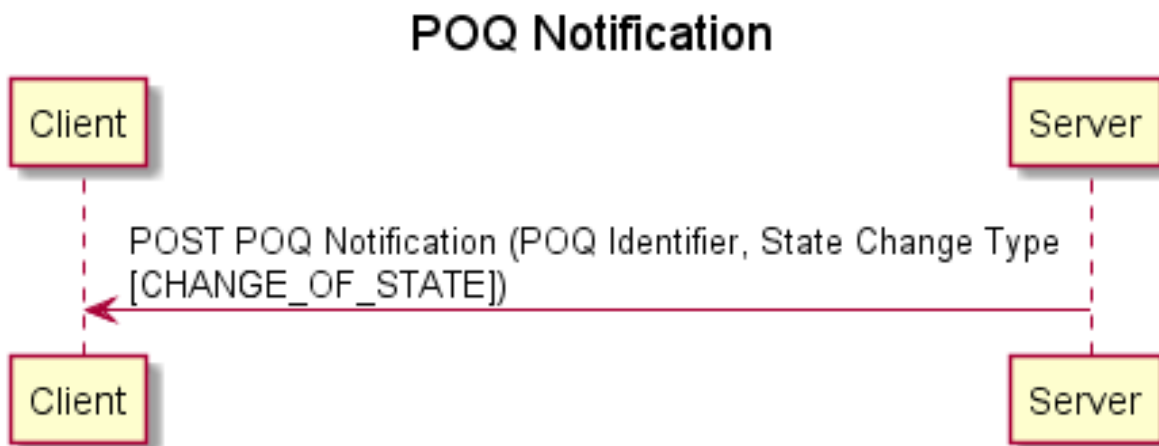 POQ Notification
Client
Server
POST POQ Notification (POQ Identifier, State Change Type
[CHANGE_OF_STATE])
Client
Server